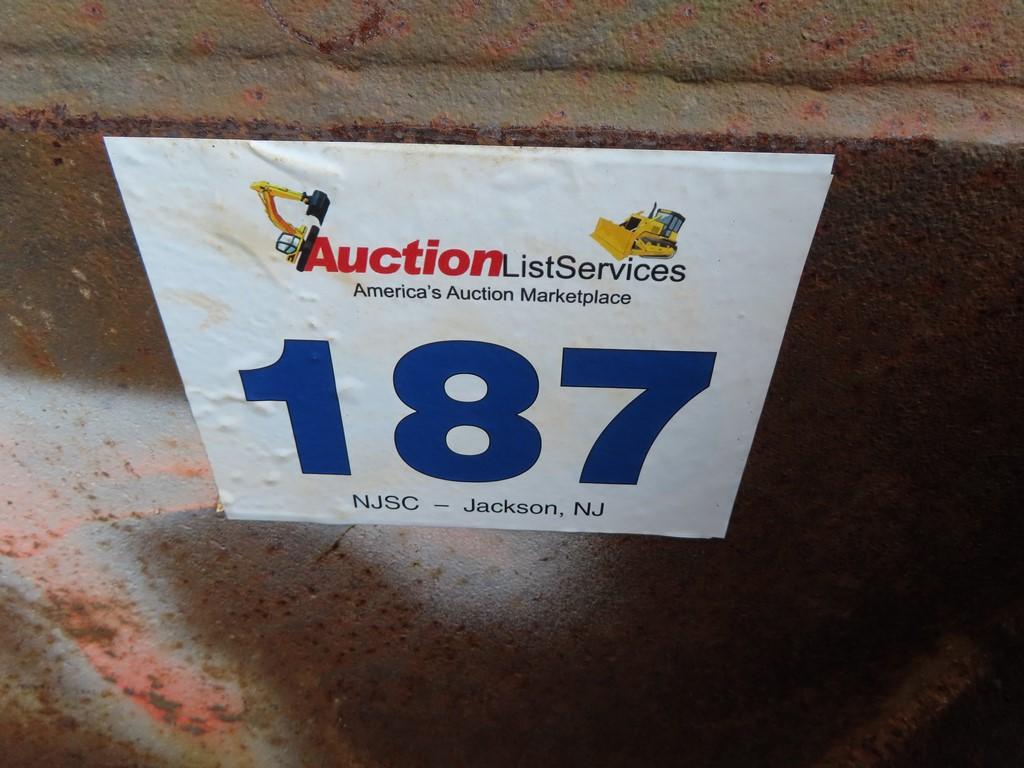 AuctionListServices
America's Auction Marketplace
187
NJSC – Jackson, NJ